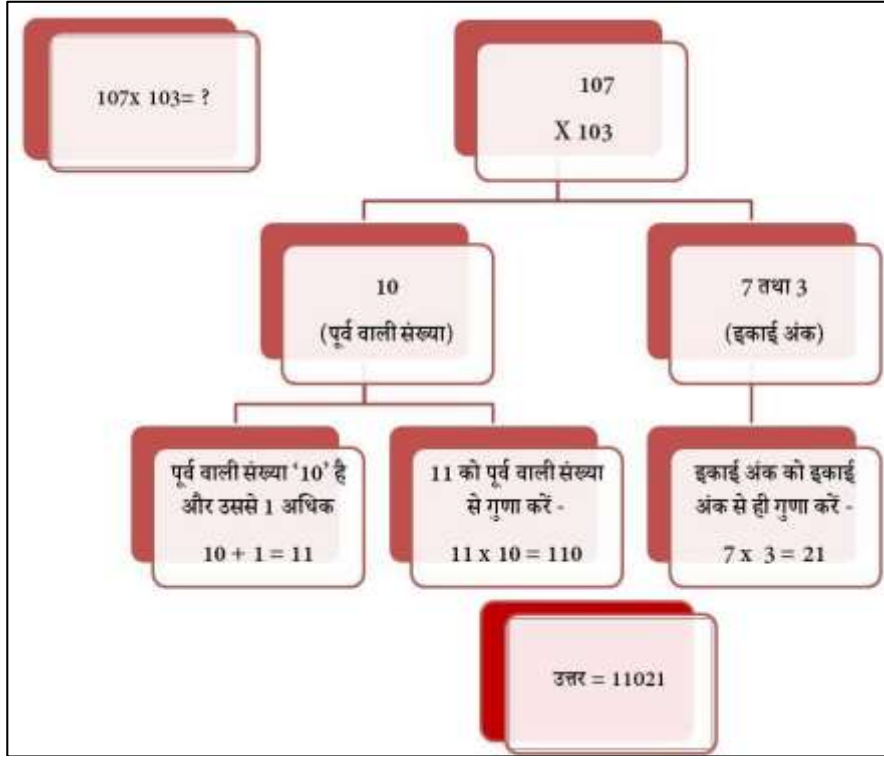 107x 103= ?
107
X 103
10
(पूर्व वाली संख्या)
7 तथा 3
(इकाई अंक)
पूर्व वाली संख्या ‘10’ है
और उससे 1 अधिक
10 + 1 = 11
11 को पूर्व वाली संख्या
से गुणा करें -
11 x 10 = 110
इकाई अंक को इकाई
अंक से ही गुणा करें -
7 x 3 = 21
उत्तर = 11021